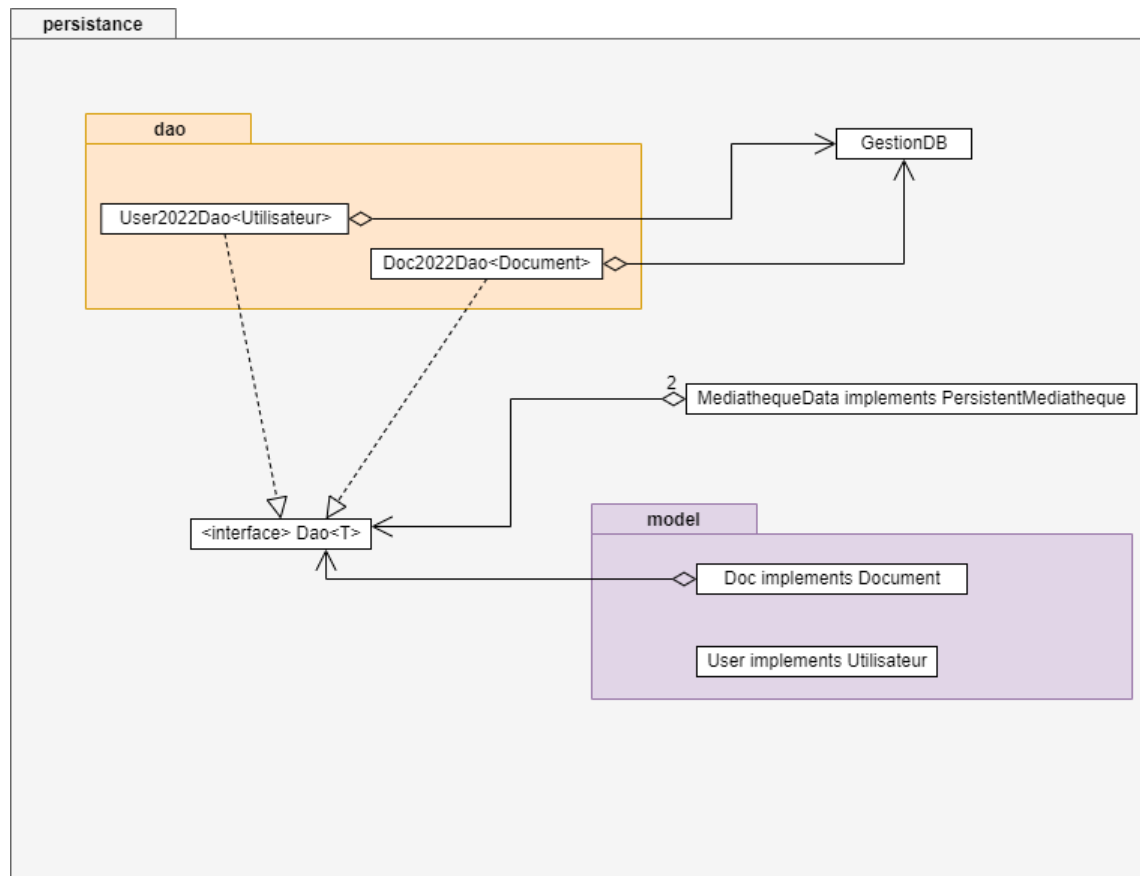 persistance
dao
GestionDB
User2022Dao<Utilisateur>
Doc2022Dao<Document>
2
MediathequeData implements PersistentMediatheque
<interface> Dao<T>
model
Doc implements Document
User implements Utilisateur